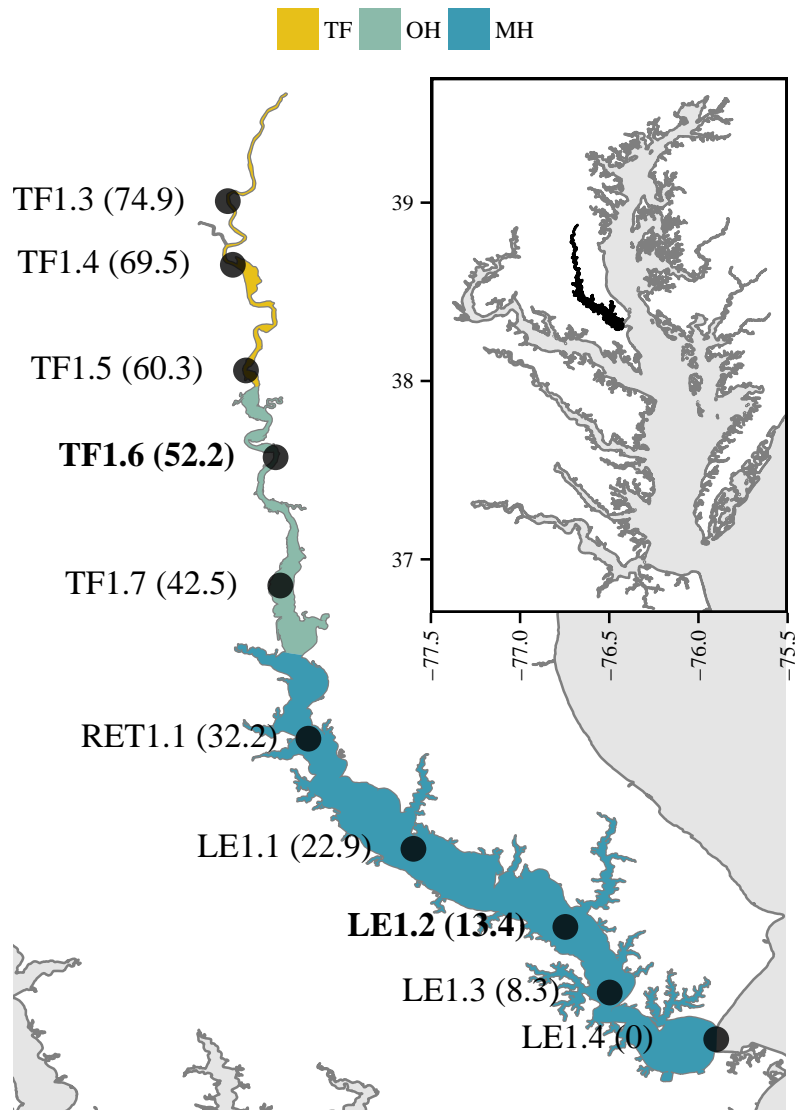 TF OH MH
TF1.3 (74.9)
TF1.4 (69.5)
TF1.5 (60.3)
TF1.6 (52.2)
TF1.7 (42.5)
RET1.1 (32.2)
LE1.1 (22.9)
LE1.2 (13.4)
LE1.3 (8.3)
LE1.4 (0)
39
38
37
−77.5
−77.0
−76.5
−76.0
−75.5